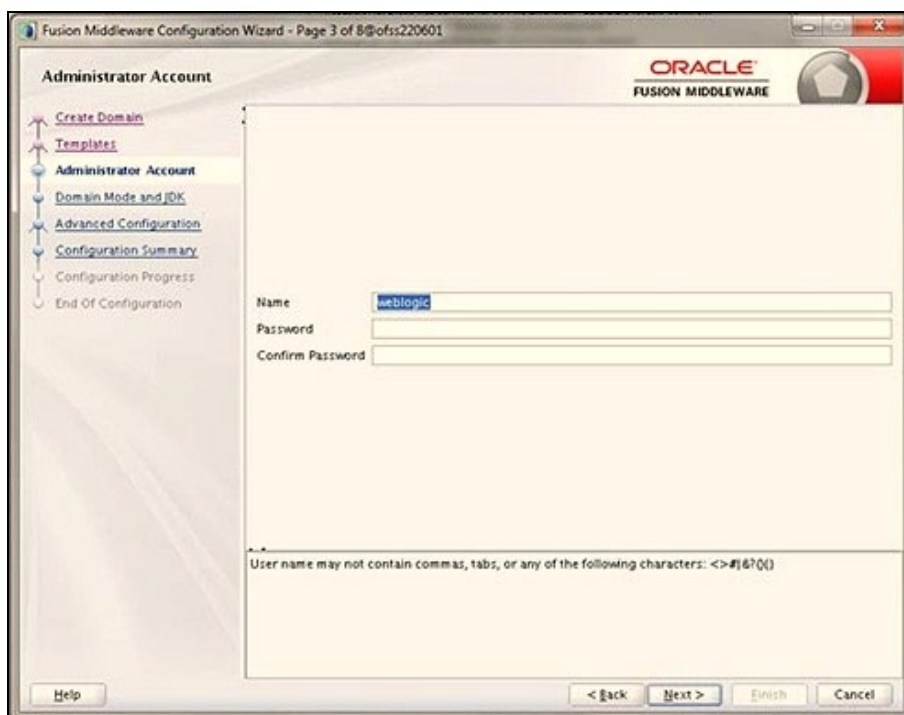 Fusion Middleware Configuration Wizard - Page 3 of 8@ofss220601
Administrator Account
ORACLE
FUSION MIDDLEWARE
Create Domain
Templates
Administrator Account
Domain Mode and JDK
Advanced Configuration
Configuration Summary
Configuration Progress
End Of Configuration
Name weblogic
Password
Confirm Password
User name may not contain commas, tabs, or any of the following characters: <>#|&?(){}
Help
< Back Next > Finish Cancel